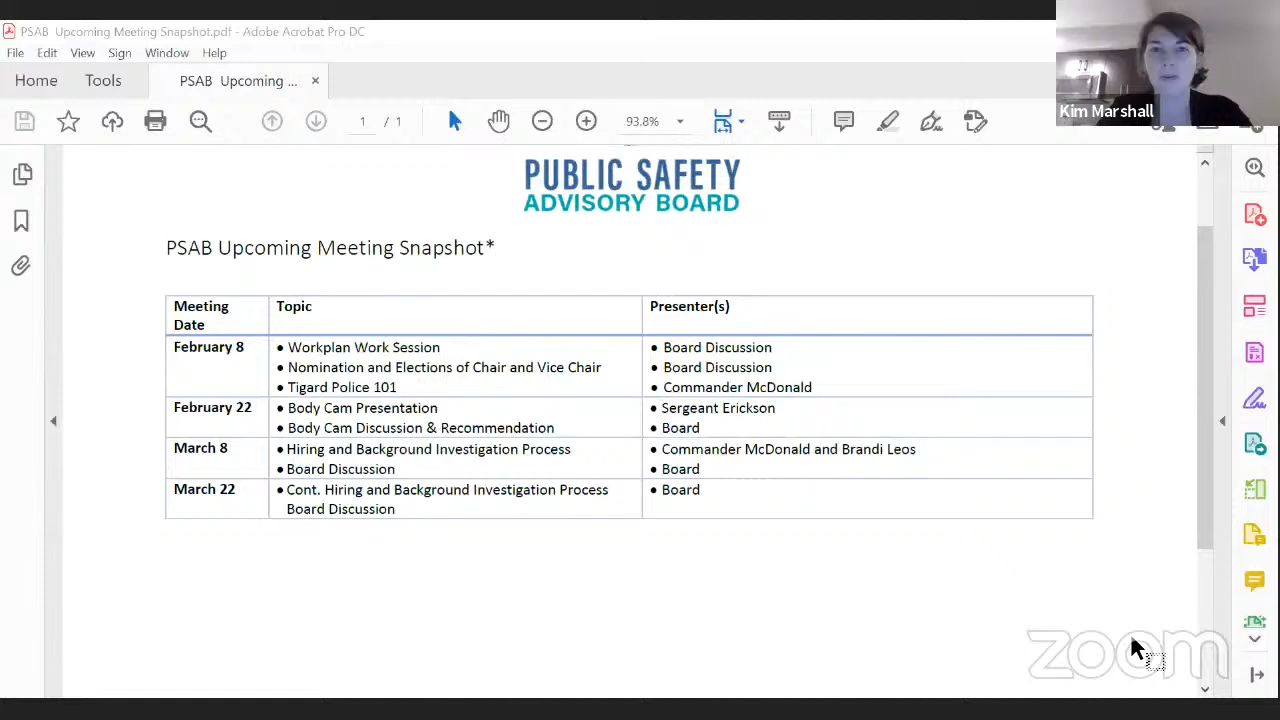 PSAB Upcoming Meeting Snapshot.pdf - Adobe Acrobat Pro DC
File Edit View Sign Window Help
Home Tools PSAB Upcoming ... ×
1 / 1 93.8%
Kim Marshall
PUBLIC SAFETY
ADVISORY BOARD
PSAB Upcoming Meeting Snapshot*
Meeting Date Topic Presenter(s)
February 8
• Workplan Work Session • Board Discussion
• Nomination and Elections of Chair and Vice Chair • Board Discussion
• Tigard Police 101 • Commander McDonald
February 22
• Body Cam Presentation • Sergeant Erickson
• Body Cam Discussion & Recommendation • Board
March 8
• Hiring and Background Investigation Process • Commander McDonald and Brandi Leos
• Board Discussion • Board
March 22
• Cont. Hiring and Background Investigation Process • Board
Board Discussion
zoom